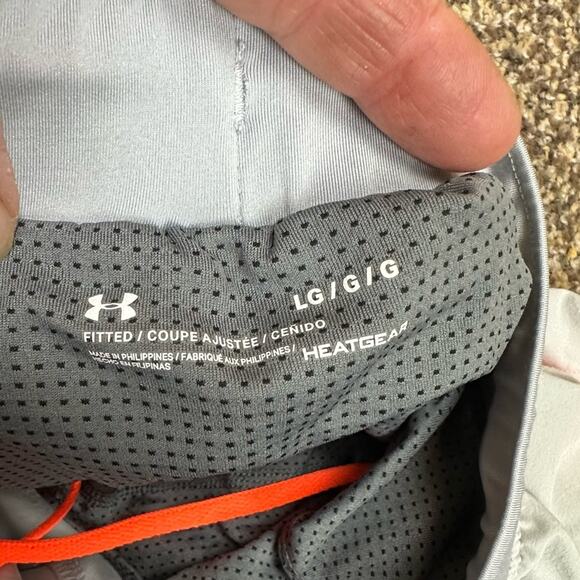 LG / G / G
FITTED / COUPE AJUSTÉE / CEÑIDO
MADE IN PHILIPPINES / FABRIQUÉ AUX PHILIPPINES /
HECHO EN FILIPINAS
HEATGEAR